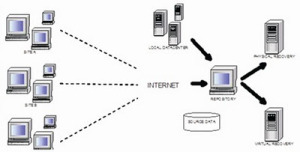 SITE A
LOCAL DATACENTER
PHYSICAL RECOVERY
INTERNET
SITE B
REPOSITORY
SOURCE DATA
VIRTUAL RECOVERY